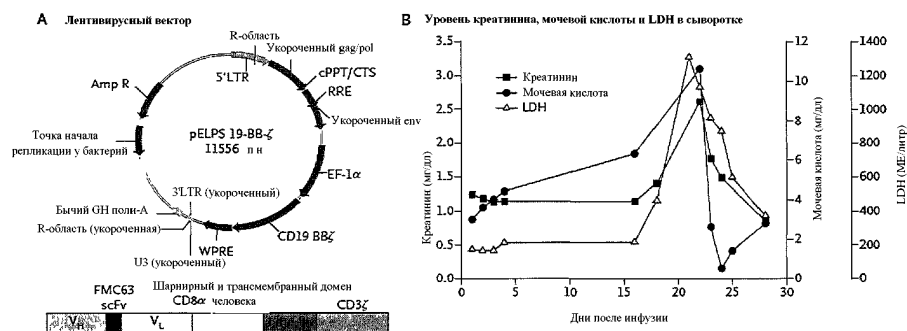 A Лентивирусный вектор
R-область
Укороченный gag/pol
5'LTR
cPPT/CTS
Amp R
RRE
Укороченный env
pELPS 19-BB-ζ
11556 п н
Точка начала
репликации у бактерий
EF-1α
3'LTR (укороченный)
Бычий GH поли-А
R-область (укороченная)
CD19 BBζ
WPRE
U3 (укороченный)
Шарнирный и трансмембранный домен
человека
FMC63
scFv
CD8α
CD3ζ
VH
VL
B Уровень креатинина, мочевой кислоты и LDH в сыворотке
Креатинин
Мочевая кислота
LDH
Креатинин (мг/дл)
3.5
3.0
2.5
2.0
1.5
1.0
0.5
0.0
Мочевая кислота (мг/дл)
12
10
8
6
4
2
0
LDH (МЕ/литр)
1400
1200
1000
800
600
400
200
0
0 5 10 15 20 25 30
Дни после инфузии